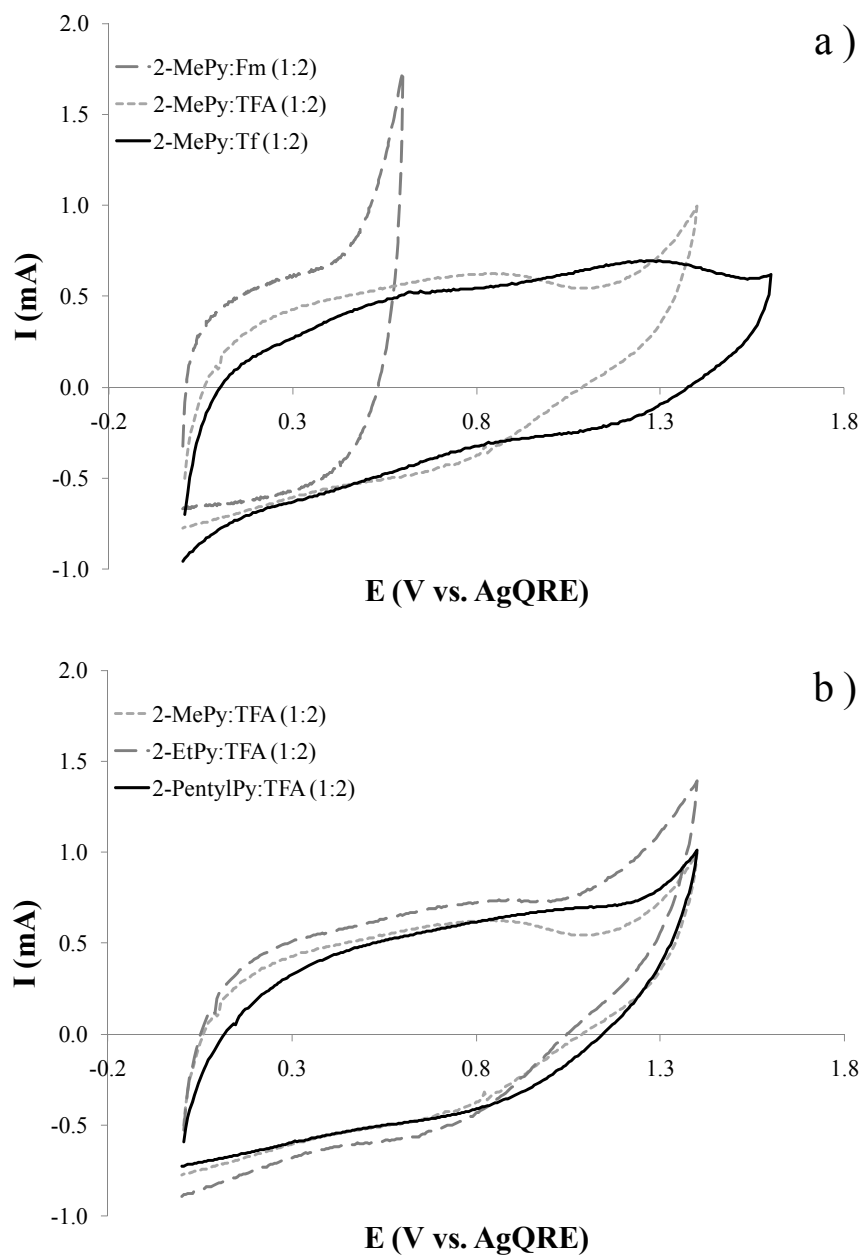 2.0
a )
2-MePy:Fm (1:2)
1.5
2-MePy:TFA (1:2)
2-MePy:Tf (1:2)
1.0
I (mA)
0.5
0.0
-0.2 0.3 0.8 1.3 1.8
-0.5
-1.0
E (V vs. AgQRE)
2.0
b )
2-MePy:TFA (1:2)
2-EtPy:TFA (1:2)
1.5
2-PentylPy:TFA (1:2)
1.0
I (mA)
0.5
0.0
-0.2 0.3 0.8 1.3 1.8
-0.5
-1.0
E (V vs. AgQRE)